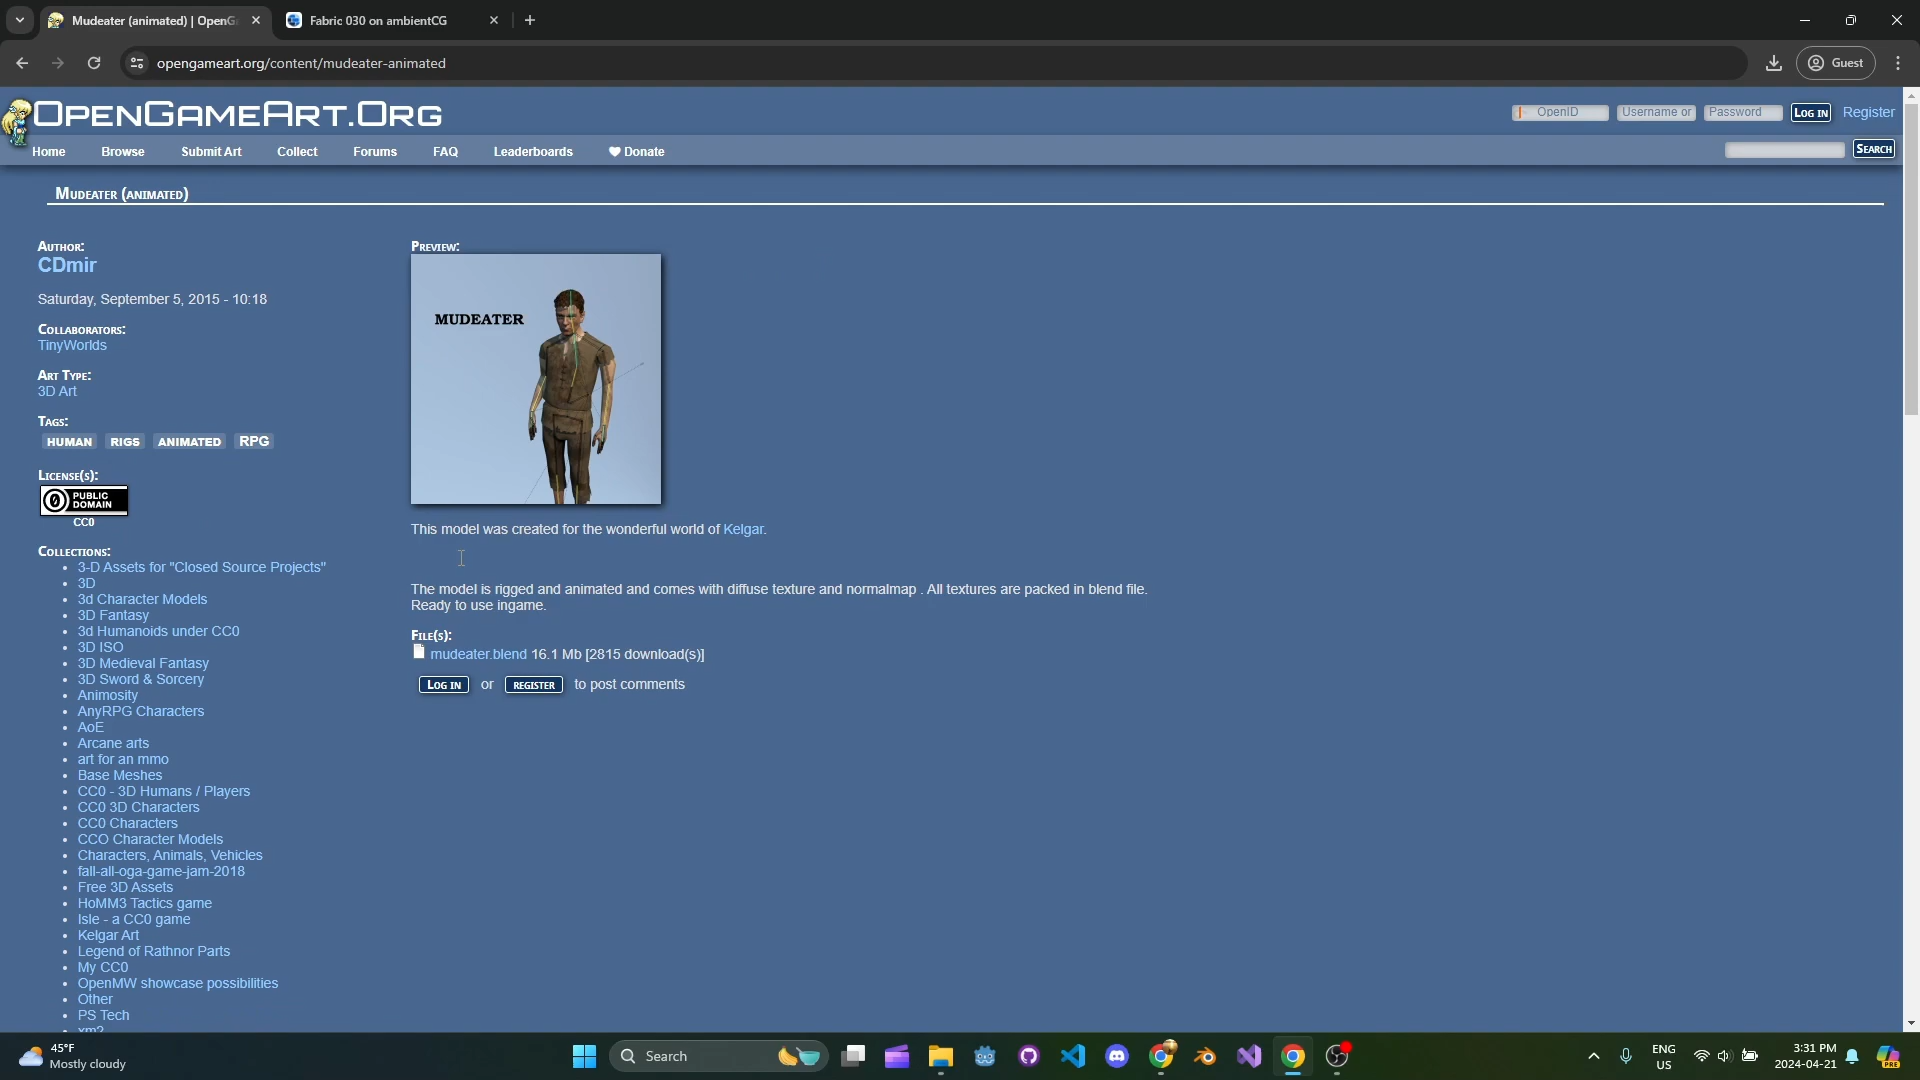 Mudeater (animated) | OpenG
Fabric 030 on ambientCG
opengameart.org/content/mudeater-animated
Guest
OpenGameArt.Org
OpenID
Username or
Password
Log in
Register
Home
Browse
Submit Art
Collect
Forums
FAQ
Leaderboards
Donate
Search
Mudeater (animated)
Author:
CDmir
Saturday, September 5, 2015 - 10:18
Collaborators:
TinyWorlds
Art Type:
3D Art
Tags:
HUMAN
RIGS
ANIMATED
RPG
License(s):
PUBLIC
DOMAIN
CC0
Collections:
3-D Assets for "Closed Source Projects"
3D
3d Character Models
3D Fantasy
3d Humanoids under CC0
3D ISO
3D Medieval Fantasy
3D Sword & Sorcery
Animosity
AnyRPG Characters
AoE
Arcane arts
art for an mmo
Base Meshes
CC0 - 3D Humans / Players
CC0 3D Characters
CC0 Characters
CCO Character Models
Characters, Animals, Vehicles
fall-all-oga-game-jam-2018
Free 3D Assets
HoMM3 Tactics game
Isle - a CC0 game
Kelgar Art
Legend of Rathnor Parts
My CC0
OpenMW showcase possibilities
Other
PS Tech
Preview:
MUDEATER
This model was created for the wonderful world of Kelgar.
The model is rigged and animated and comes with diffuse texture and normalmap . All textures are packed in blend file.
Ready to use ingame.
File(s):
mudeater.blend 16.1 Mb [2815 download(s)]
Log in or register to post comments
45°F
Mostly cloudy
Search
ENG
US
3:31 PM
2024-04-21
PRE